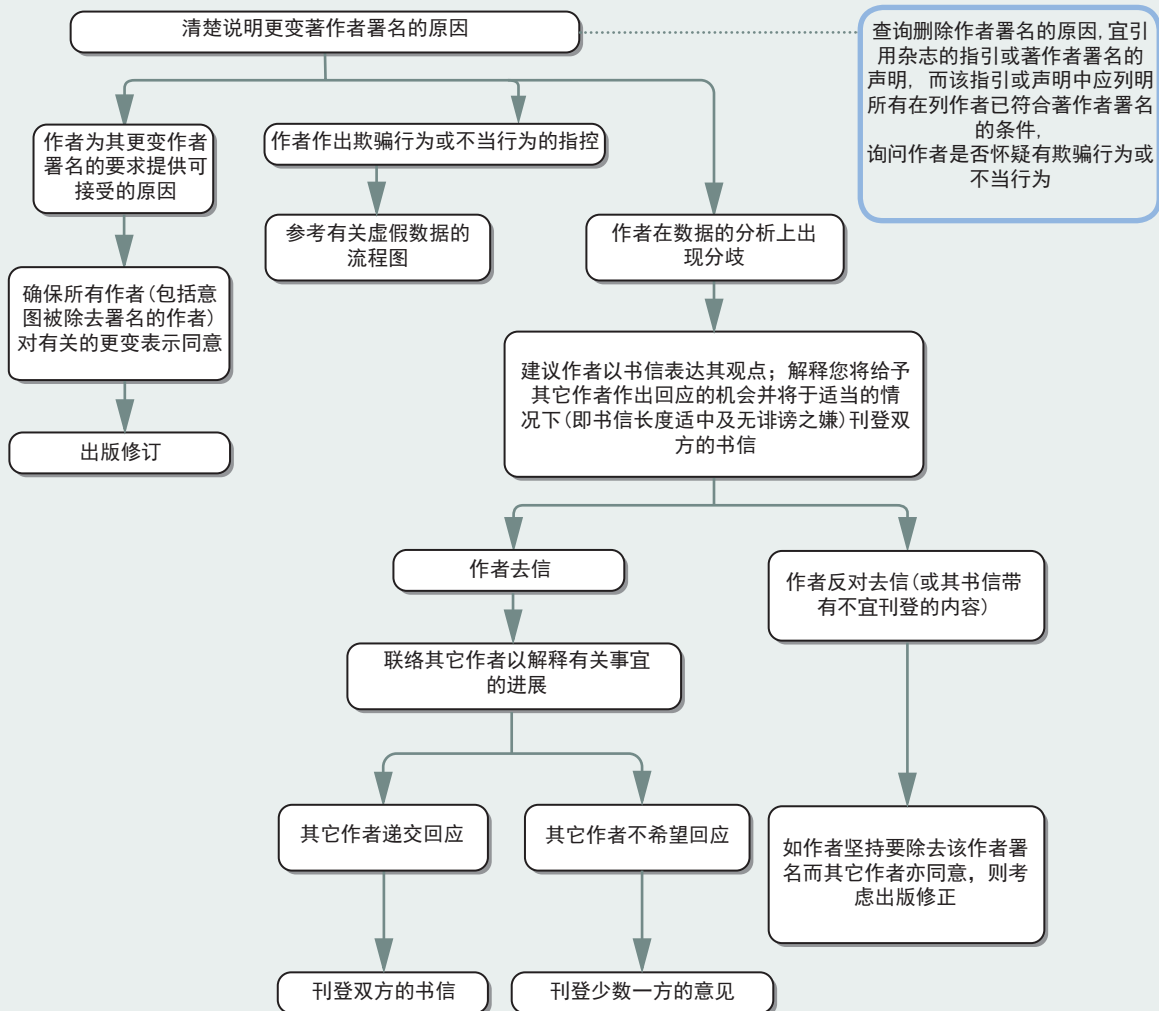 清楚说明更变著作者署名的原因
查询删除作者署名的原因, 宜引
用杂志的指引或著作者署名的
声明, 而该指引或声明中应列明
所有在列作者已符合著作者署名
的条件,
询问作者是否怀疑有欺骗行为或
不当行为
作者为其更变作者
署名的要求提供可
接受的原因
作者作出欺骗行为或不当行为的指控
参考有关虚假数据的
流程图
作者在数据的分析上出
现分歧
确保所有作者(包括意
图被除去署名的作者)
对有关的更变表示同意
出版修订
建议作者以书信表达其观点；解释您将给予
其它作者作出回应的机会并将于适当的情
况下(即书信长度适中及无诽谤之嫌)刊登双
方的书信
作者去信
作者反对去信(或其书信带
有不宜刊登的内容)
联络其它作者以解释有关事宜
的进展
其它作者递交回应
其它作者不希望回应
如作者坚持要除去该作者署
名而其它作者亦同意，则考
虑出版修正
刊登双方的书信
刊登少数一方的意见